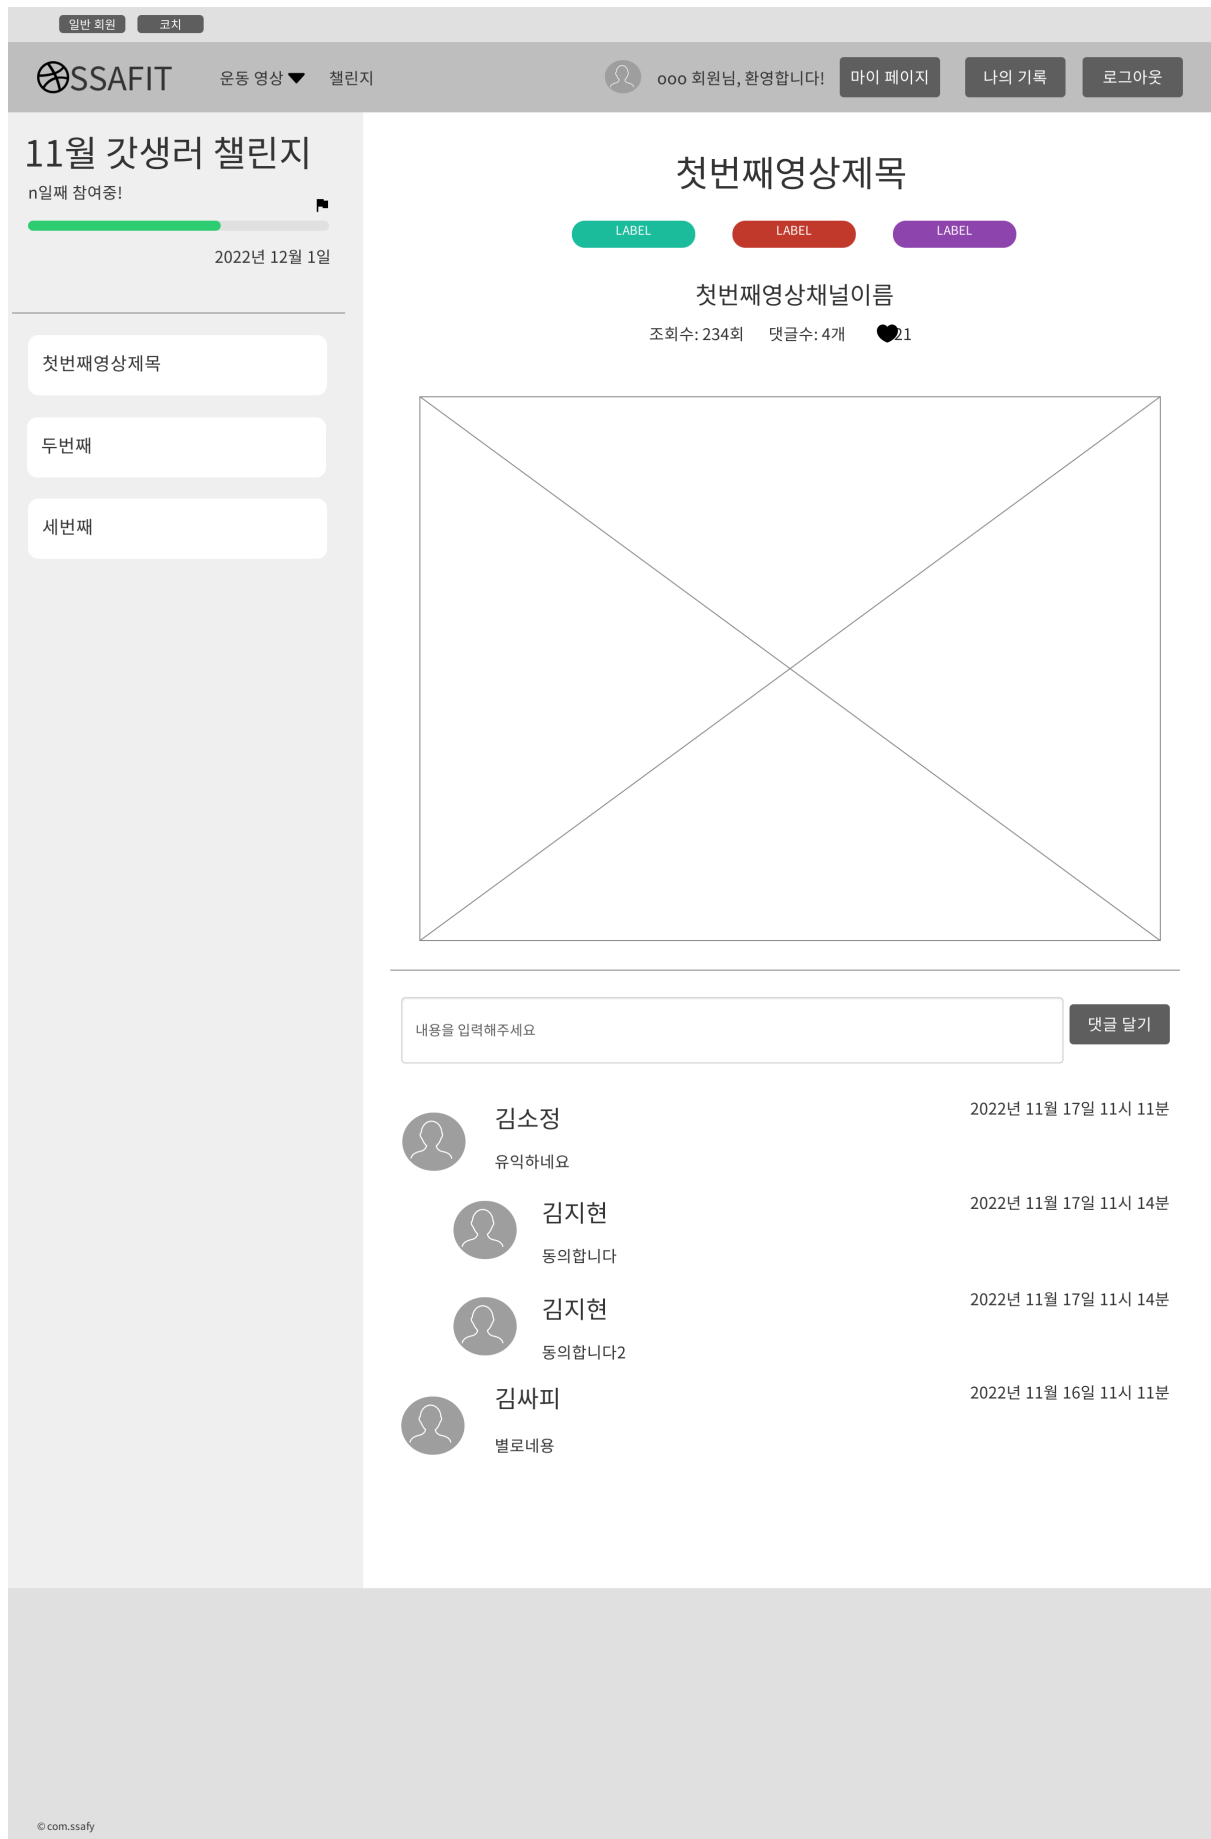 일반 회원
코치
SSAFIT
운동 영상
챌린지
ooo 회원님, 환영합니다!
마이 페이지
나의 기록
로그아웃
11월 갓생러 챌린지
n일째 참여중!
2022년 12월 1일
첫번째영상제목
두번째
세번째
첫번째영상제목
LABEL
LABEL
LABEL
첫번째영상채널이름
조회수: 234회
댓글수: 4개
21
내용을 입력해주세요
댓글 달기
김소정
2022년 11월 17일 11시 11분
유익하네요
김지현
2022년 11월 17일 11시 14분
동의합니다
김지현
2022년 11월 17일 11시 14분
동의합니다2
김싸피
2022년 11월 16일 11시 11분
별로네용
© com.ssafy